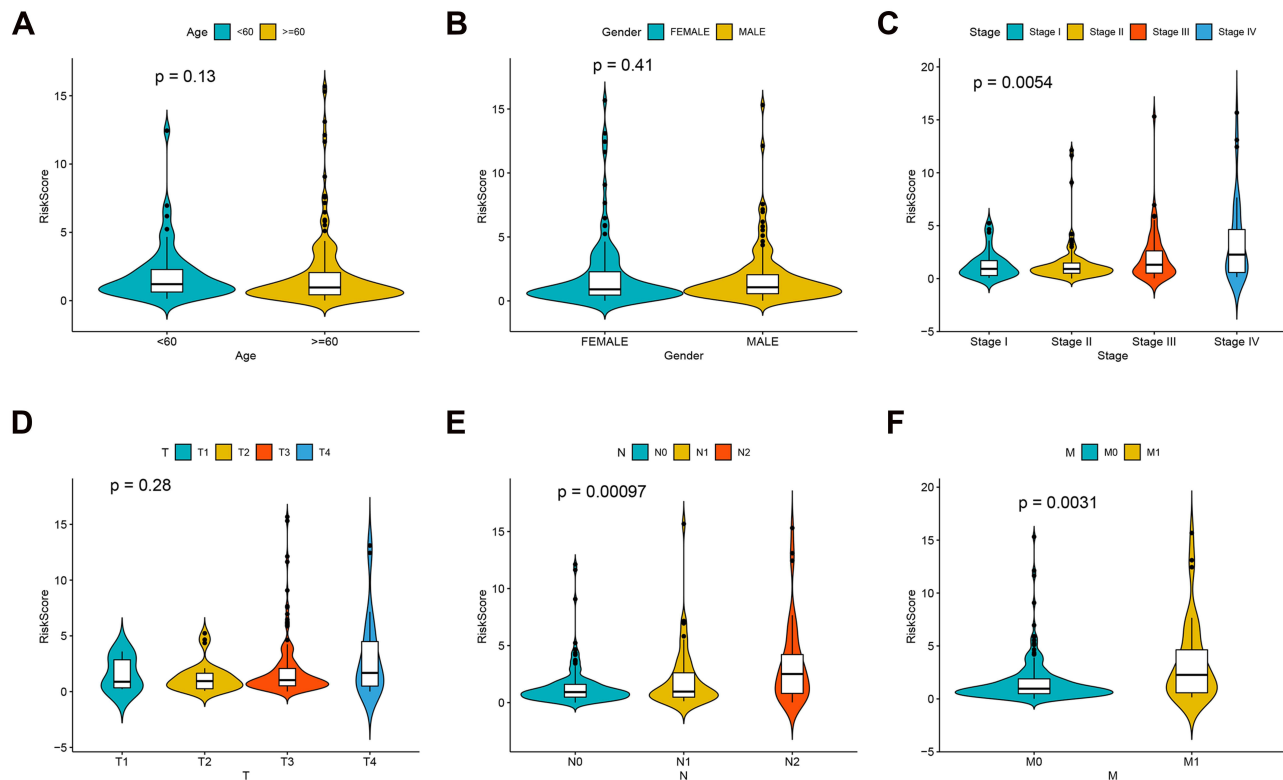 A
Age <60 >=60
p = 0.13
15
10
5
0
RiskScore
<60 >=60
Age
B
Gender FEMALE MALE
p = 0.41
15
10
5
0
RiskScore
FEMALE MALE
Gender
C
Stage Stage I Stage II Stage III Stage IV
p = 0.0054
20
15
10
5
0
−5
RiskScore
Stage I Stage II Stage III Stage IV
Stage
D
T T1 T2 T3 T4
p = 0.28
15
10
5
0
−5
RiskScore
T1 T2 T3 T4
T
E
N N0 N1 N2
p = 0.00097
15
10
5
0
RiskScore
N0 N1 N2
N
F
M M0 M1
p = 0.0031
20
15
10
5
0
−5
RiskScore
M0 M1
M